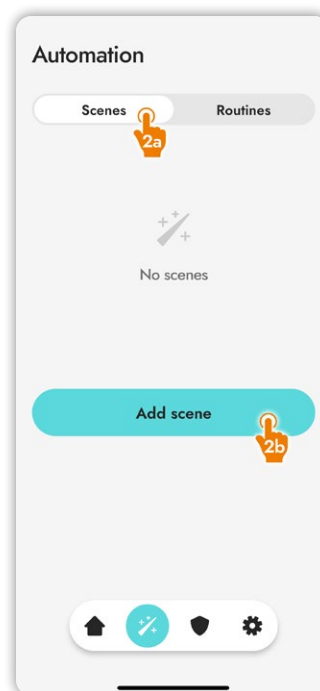 Automation
Scenes Routines
2a
No scenes
Add scene
2b